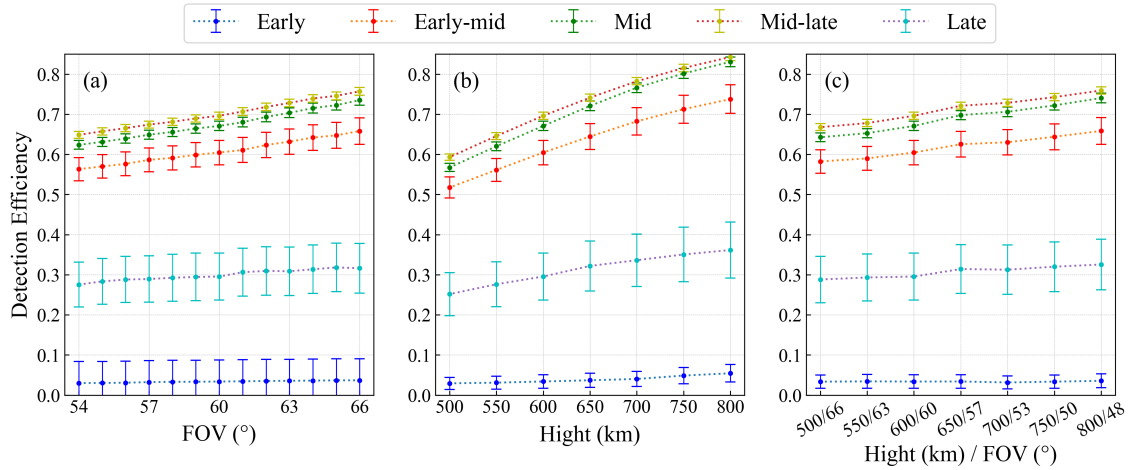 Early Early-mid Mid Mid-late Late
(a) (b) (c)
Detection Efficiency
0.8 0.8 0.8
0.7 0.7 0.7
0.6 0.6 0.6
0.5 0.5 0.5
0.4 0.4 0.4
0.3 0.3 0.3
0.2 0.2 0.2
0.1 0.1 0.1
0.0 0.0 0.0
54 57 60 63 66
FOV (°)
500 550 600 650 700 750 800
Hight (km)
500/66 550/63 600/60 650/57 700/53 750/50 800/48
Hight (km) / FOV (°)